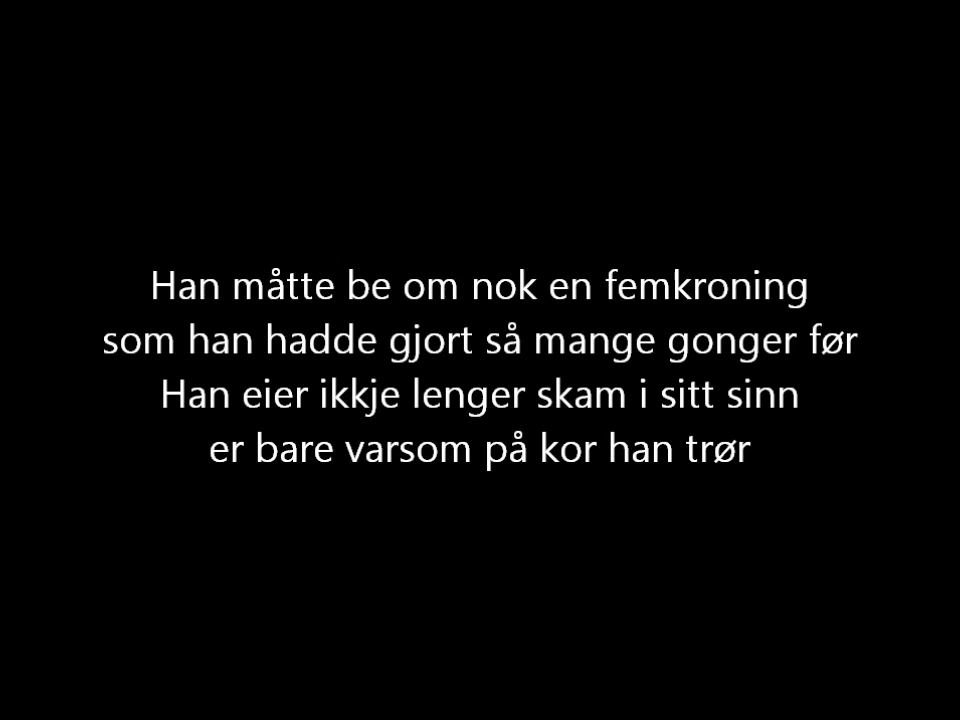 Han måtte be om nok en femkroning
som han hadde gjort så mange gonger før
Han eier ikkje lenger skam i sitt sinn
er bare varsom på kor han trør